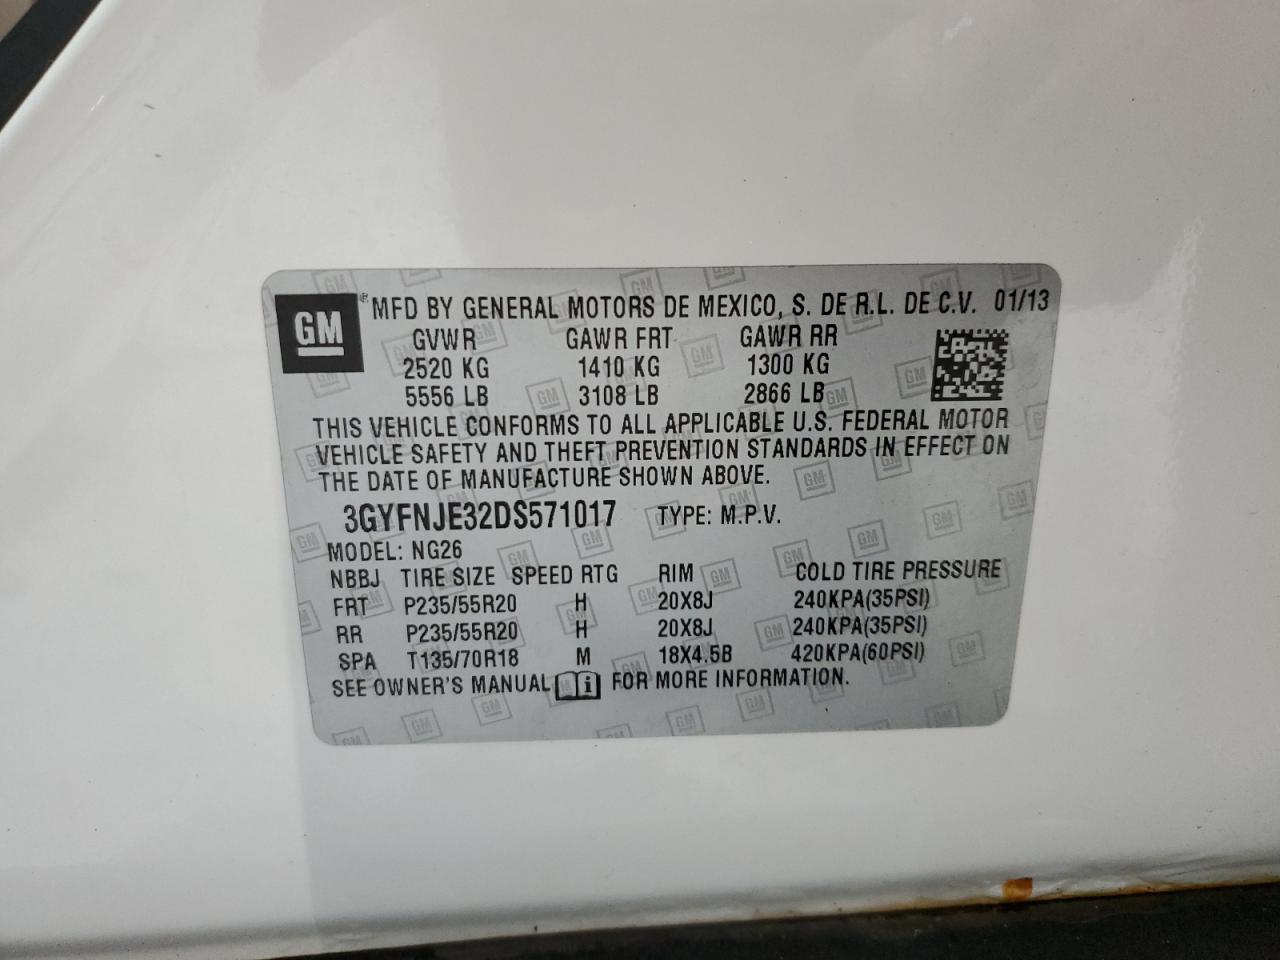 GM ® MFD BY GENERAL MOTORS DE MEXICO, S. DE R.L. DE C.V. 01/13
GVWR GAWR FRT GAWR RR
2520 KG 1410 KG 1300 KG
5556 LB 3108 LB 2866 LB
THIS VEHICLE CONFORMS TO ALL APPLICABLE U.S. FEDERAL MOTOR
VEHICLE SAFETY AND THEFT PREVENTION STANDARDS IN EFFECT ON
THE DATE OF MANUFACTURE SHOWN ABOVE.
3GYFNJE32DS571017 TYPE: M.P.V.
MODEL: NG26
NBBJ TIRE SIZE SPEED RTG RIM COLD TIRE PRESSURE
FRT P235/55R20 H 20X8J 240KPA(35PSI)
RR P235/55R20 H 20X8J 240KPA(35PSI)
SPA T135/70R18 M 18X4.5B 420KPA(60PSI)
SEE OWNER'S MANUAL i FOR MORE INFORMATION.